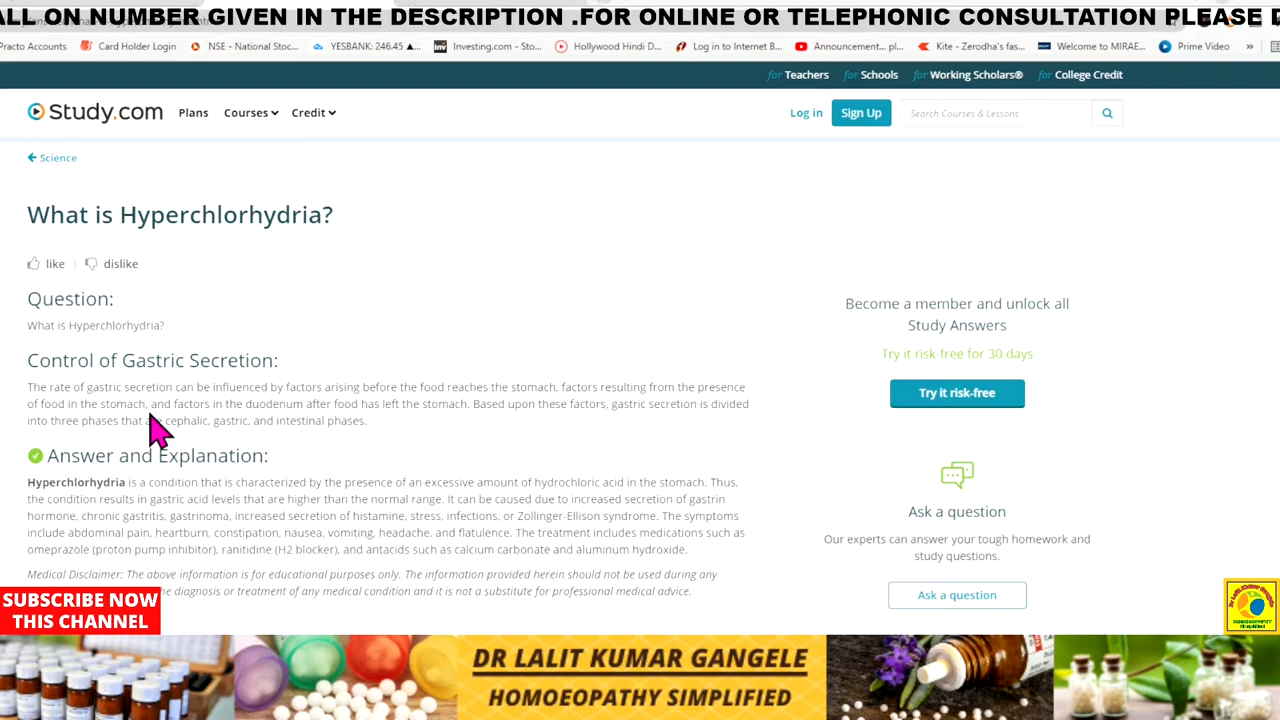 ALL ON NUMBER GIVEN IN THE DESCRIPTION .FOR ONLINE OR TELEPHONIC CONSULTATION PLEASE
Practo Accounts Card Holder Login NSE - National Stoc... YESBANK: 246.45 ▲... Investing.com - Sto... Hollywood Hindi D... Log in to Internet B... Announcement... pl... Kite - Zerodha's fas... Welcome to MIRAE... Prime Video »
for Teachers for Schools for Working Scholars® for College Credit
Study.com Plans Courses Credit Log in Sign Up Search Courses & Lessons
Science
What is Hyperchlorhydria?
like | dislike
Question:
What is Hyperchlorhydria?
Control of Gastric Secretion:
The rate of gastric secretion can be influenced by factors arising before the food reaches the stomach, factors resulting from the presence
of food in the stomach, and factors in the duodenum after food has left the stomach. Based upon these factors, gastric secretion is divided
into three phases that are cephalic, gastric, and intestinal phases.
Answer and Explanation:
Hyperchlorhydria is a condition that is characterized by the presence of an excessive amount of hydrochloric acid in the stomach. Thus,
the condition results in gastric acid levels that are higher than the normal range. It can be caused due to increased secretion of gastrin
hormone, chronic gastritis, gastrinoma, increased secretion of histamine, stress, infections, or Zollinger-Ellison syndrome. The symptoms
include abdominal pain, heartburn, constipation, nausea, vomiting, headache, and flatulence. The treatment includes medications such as
omeprazole (proton pump inhibitor), ranitidine (H2 blocker), and antacids such as calcium carbonate and aluminum hydroxide.
Medical Disclaimer: The above information is for educational purposes only. The information provided herein should not be used during any
diagnosis or treatment of any medical condition and it is not a substitute for professional medical advice.
Become a member and unlock all
Study Answers
Try it risk-free for 30 days
Try it risk-free
Ask a question
Our experts can answer your tough homework and
study questions.
Ask a question
SUBSCRIBE NOW
THIS CHANNEL
DR LALIT KUMAR GANGELE
HOMOEOPATHY SIMPLIFIED